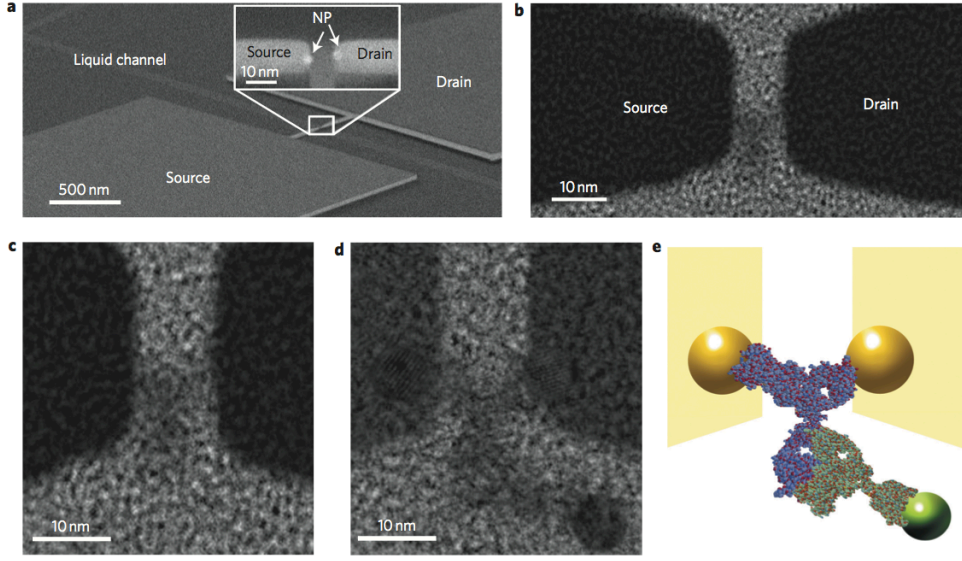 a
NP
Source
Drain
10 nm
Liquid channel
Drain
Source
500 nm
b
Source
Drain
10 nm
c
10 nm
d
10 nm
e